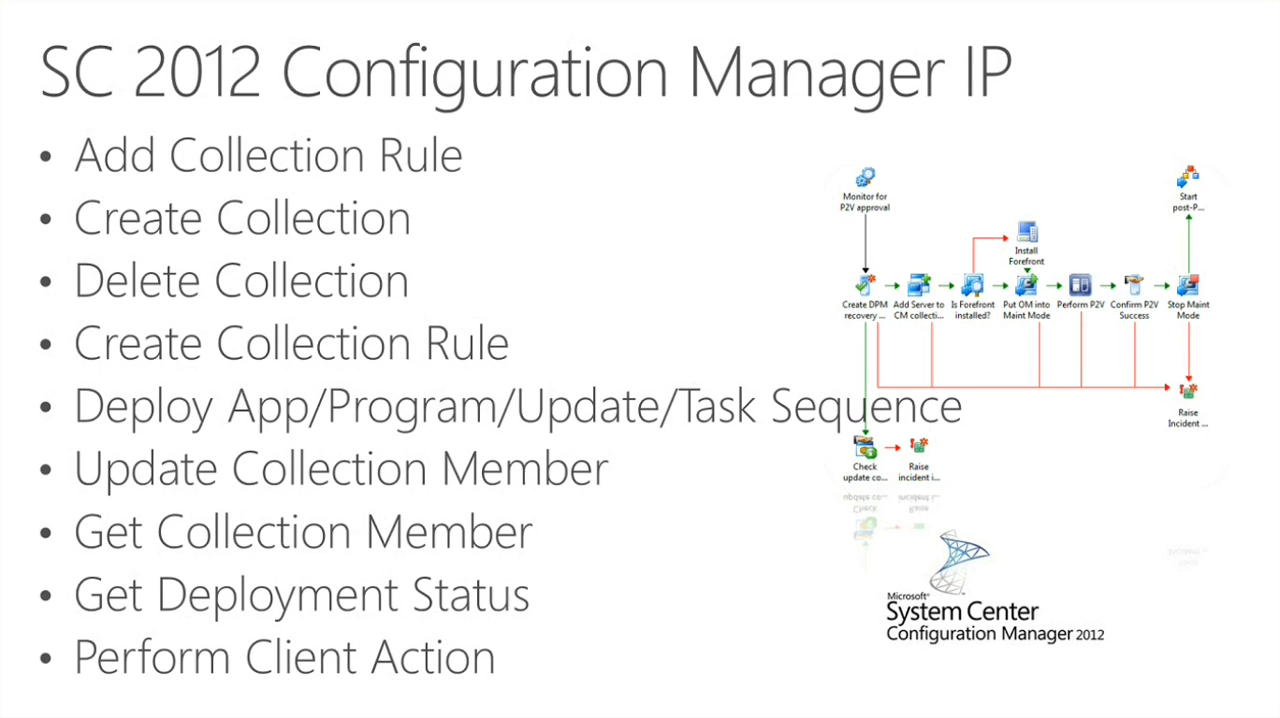 SC 2012 Configuration Manager IP
• Add Collection Rule
• Create Collection
• Delete Collection
• Create Collection Rule
• Deploy App/Program/Update/Task Sequence
• Update Collection Member
• Get Collection Member
• Get Deployment Status
• Perform Client Action
Monitor for
P2V approval
Start
post-P...
Install
Forefront
Create DPM
recovery ...
Add Server to
CM collecti...
Is Forefront
installed?
Put OM into
Maint Mode
Perform P2V
Confirm P2V
Success
Stop Maint
Mode
Raise
Incident ...
Check
update co...
Raise
incident i...
Microsoft®
System Center
Configuration Manager 2012